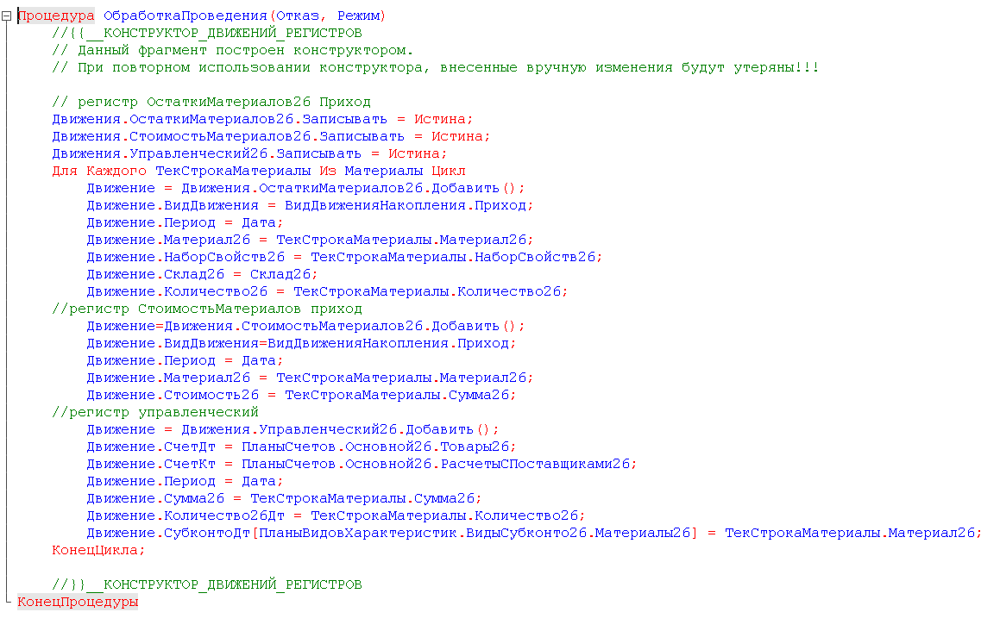 Процедура ОбработкаПроведения(Отказ, Режим)
//{{__КОНСТРУКТОР_ДВИЖЕНИЙ_РЕГИСТРОВ
// Данный фрагмент построен конструктором.
// При повторном использовании конструктора, внесенные вручную изменения будут утеряны!!!
// регистр ОстаткиМатериалов26 Приход
Движения.ОстаткиМатериалов26.Записывать = Истина;
Движения.СтоимостьМатериалов26.Записывать = Истина;
Движения.Управленческий26.Записывать = Истина;
Для Каждого ТекСтрокаМатериалы Из Материалы Цикл
Движение = Движения.ОстаткиМатериалов26.Добавить();
Движение.ВидДвижения = ВидДвиженияНакопления.Приход;
Движение.Период = Дата;
Движение.Материал26 = ТекСтрокаМатериалы.Материал26;
Движение.НаборСвойств26 = ТекСтрокаМатериалы.НаборСвойств26;
Движение.Склад26 = Склад26;
Движение.Количество26 = ТекСтрокаМатериалы.Количество26;
//регистр СтоимостьМатериалов приход
Движение=Движения.СтоимостьМатериалов26.Добавить();
Движение.ВидДвижения=ВидДвиженияНакопления.Приход;
Движение.Период = Дата;
Движение.Материал26 = ТекСтрокаМатериалы.Материал26;
Движение.Стоимость26 = ТекСтрокаМатериалы.Сумма26;
//регистр управленческий
Движение = Движения.Управленческий26.Добавить();
Движение.СчетДт = ПланыСчетов.Основной26.Товары26;
Движение.СчетКт = ПланыСчетов.Основной26.РасчетыСПоставщиками26;
Движение.Период = Дата;
Движение.Сумма26 = ТекСтрокаМатериалы.Сумма26;
Движение.Количество26Дт = ТекСтрокаМатериалы.Количество26;
Движение.СубконтоДт[ПланыВидовХарактеристик.ВидыСубконто26.Материалы26] = ТекСтрокаМатериалы.Материал26;
КонецЦикла;
//}}__КОНСТРУКТОР_ДВИЖЕНИЙ_РЕГИСТРОВ
КонецПроцедуры